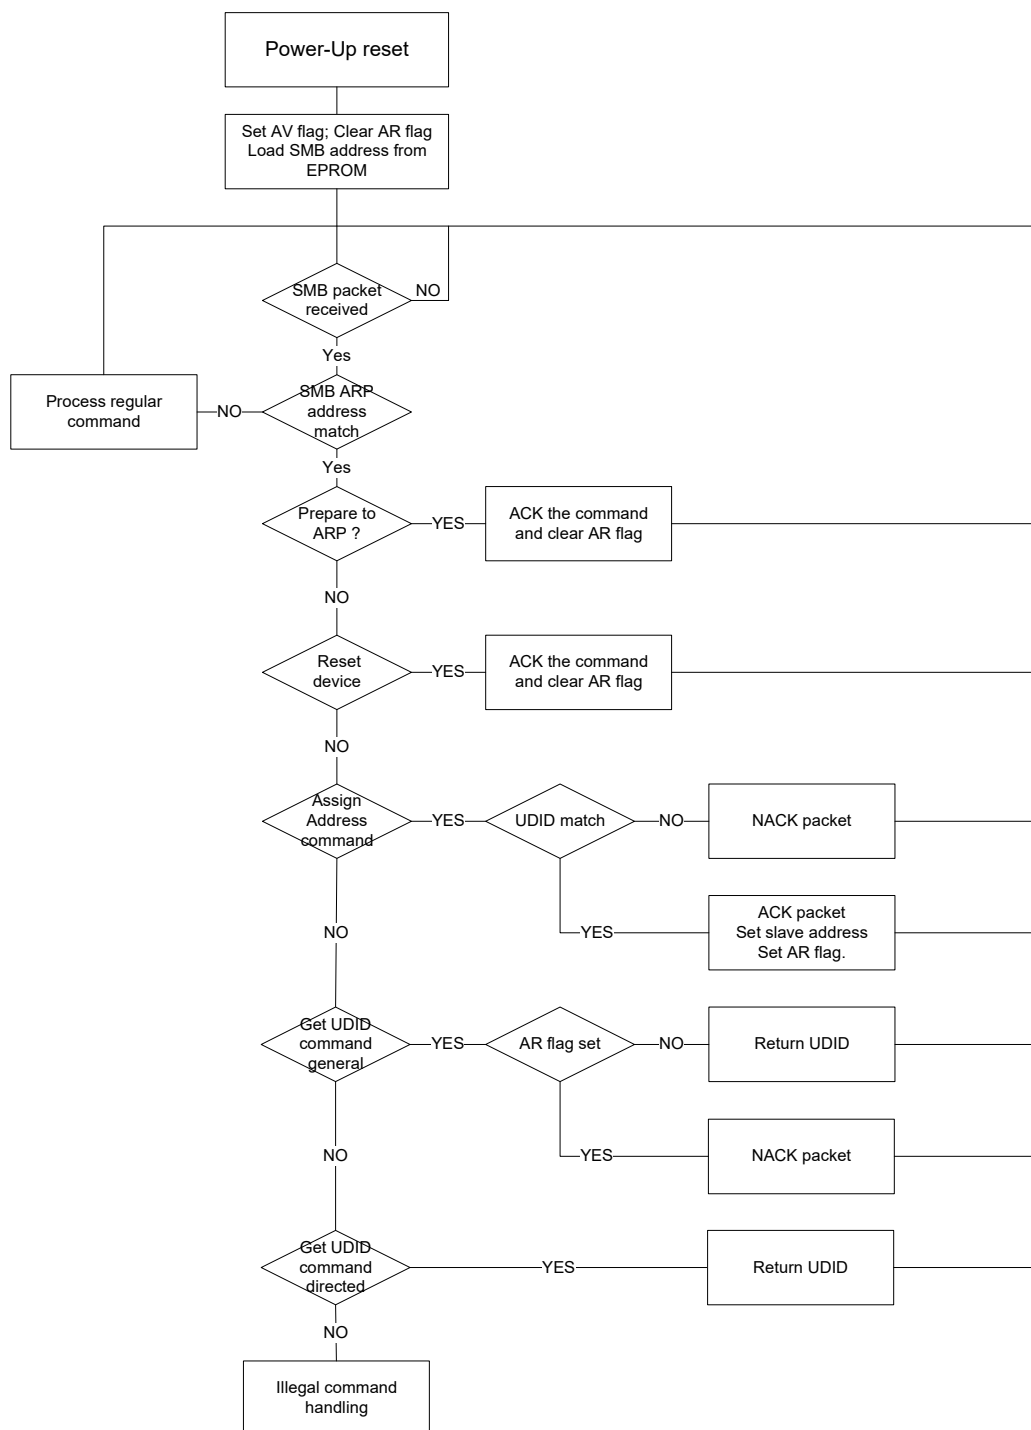 Power-Up reset
Set AV flag; Clear AR flag
Load SMB address from
EPROM
SMB packet
received
NO
Yes
SMB ARP
address
match
NO
Process regular
command
Yes
Prepare to
ARP ?
YES
ACK the command
and clear AR flag
NO
Reset
device
YES
ACK the command
and clear AR flag
NO
Assign
Address
command
YES
UDID match
NO
NACK packet
YES
ACK packet
Set slave address
Set AR flag.
NO
Get UDID
command
general
YES
AR flag set
NO
Return UDID
YES
NACK packet
NO
Get UDID
command
directed
YES
Return UDID
NO
Illegal command
handling